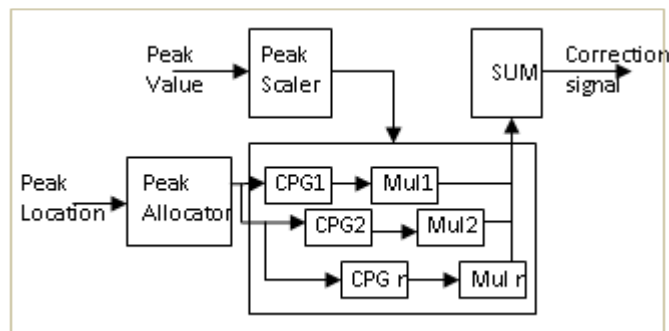 Peak
Value
Peak
Scaler
SUM
Correction
signal
Peak
Location
Peak
Allocator
CPG1
Mul1
CPG2
Mul2
CPG r
Mul r